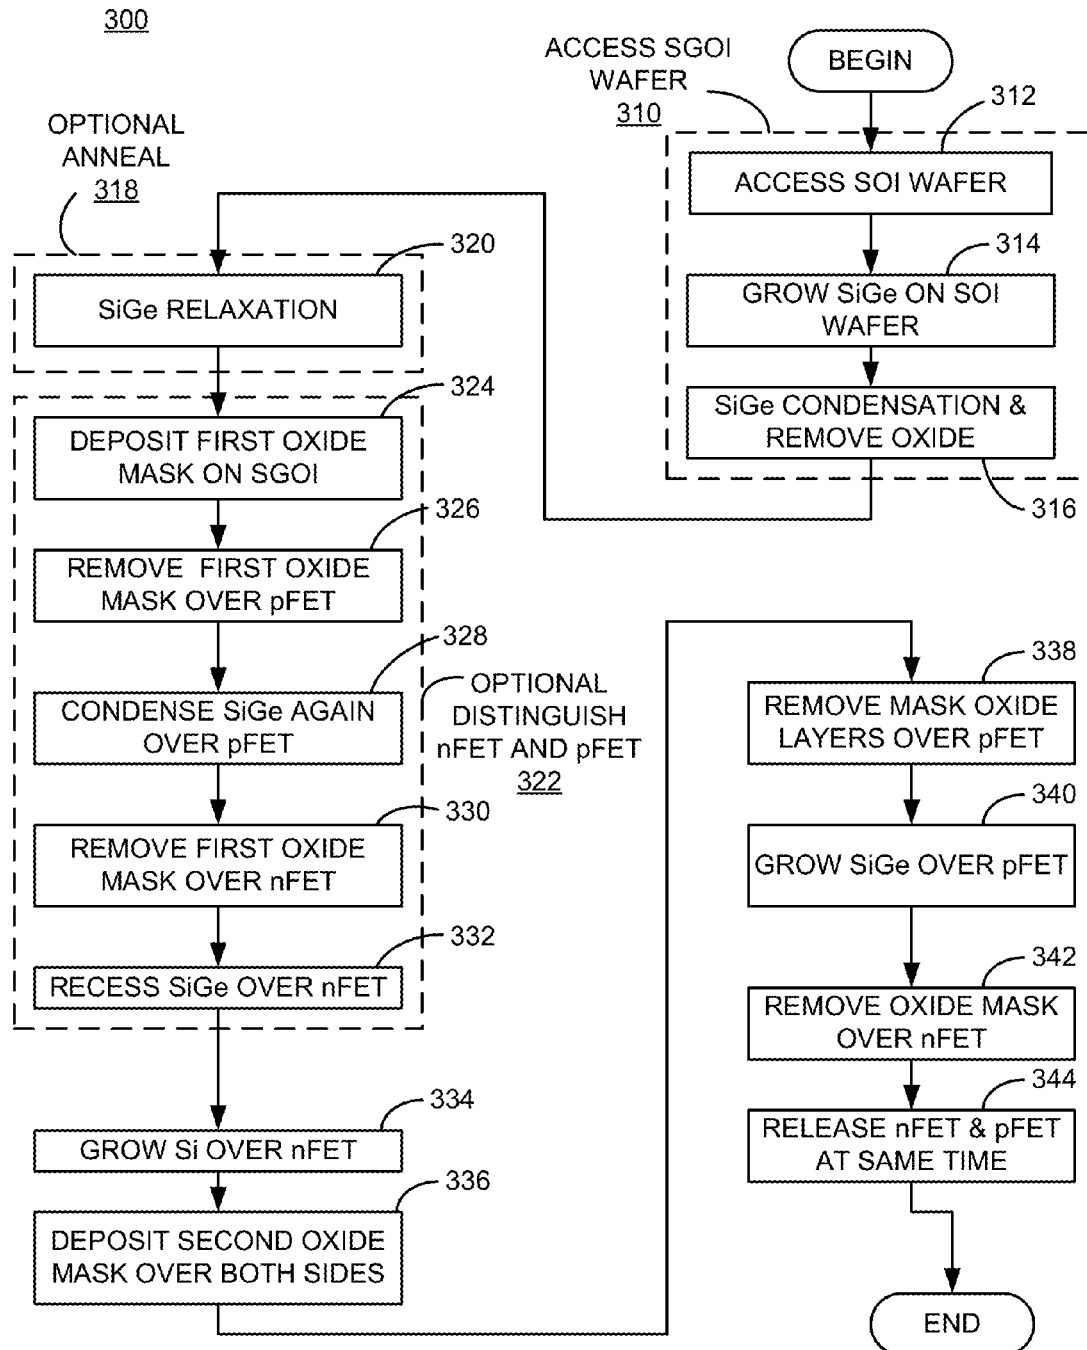 300
ACCESS SGOI
WAFER
310
BEGIN
312
ACCESS SOI WAFER
314
GROW SiGe ON SOI
WAFER
SiGe CONDENSATION &
REMOVE OXIDE
316
OPTIONAL
ANNEAL
318
320
SiGe RELAXATION
324
DEPOSIT FIRST OXIDE
MASK ON SGOI
326
REMOVE FIRST OXIDE
MASK OVER pFET
328
CONDENSE SiGe AGAIN
OVER pFET
OPTIONAL
DISTINGUISH
nFET AND pFET
322
330
REMOVE FIRST OXIDE
MASK OVER nFET
332
RECESS SiGe OVER nFET
334
GROW Si OVER nFET
336
DEPOSIT SECOND OXIDE
MASK OVER BOTH SIDES
338
REMOVE MASK OXIDE
LAYERS OVER pFET
340
GROW SiGe OVER pFET
342
REMOVE OXIDE MASK
OVER nFET
344
RELEASE nFET & pFET
AT SAME TIME
END